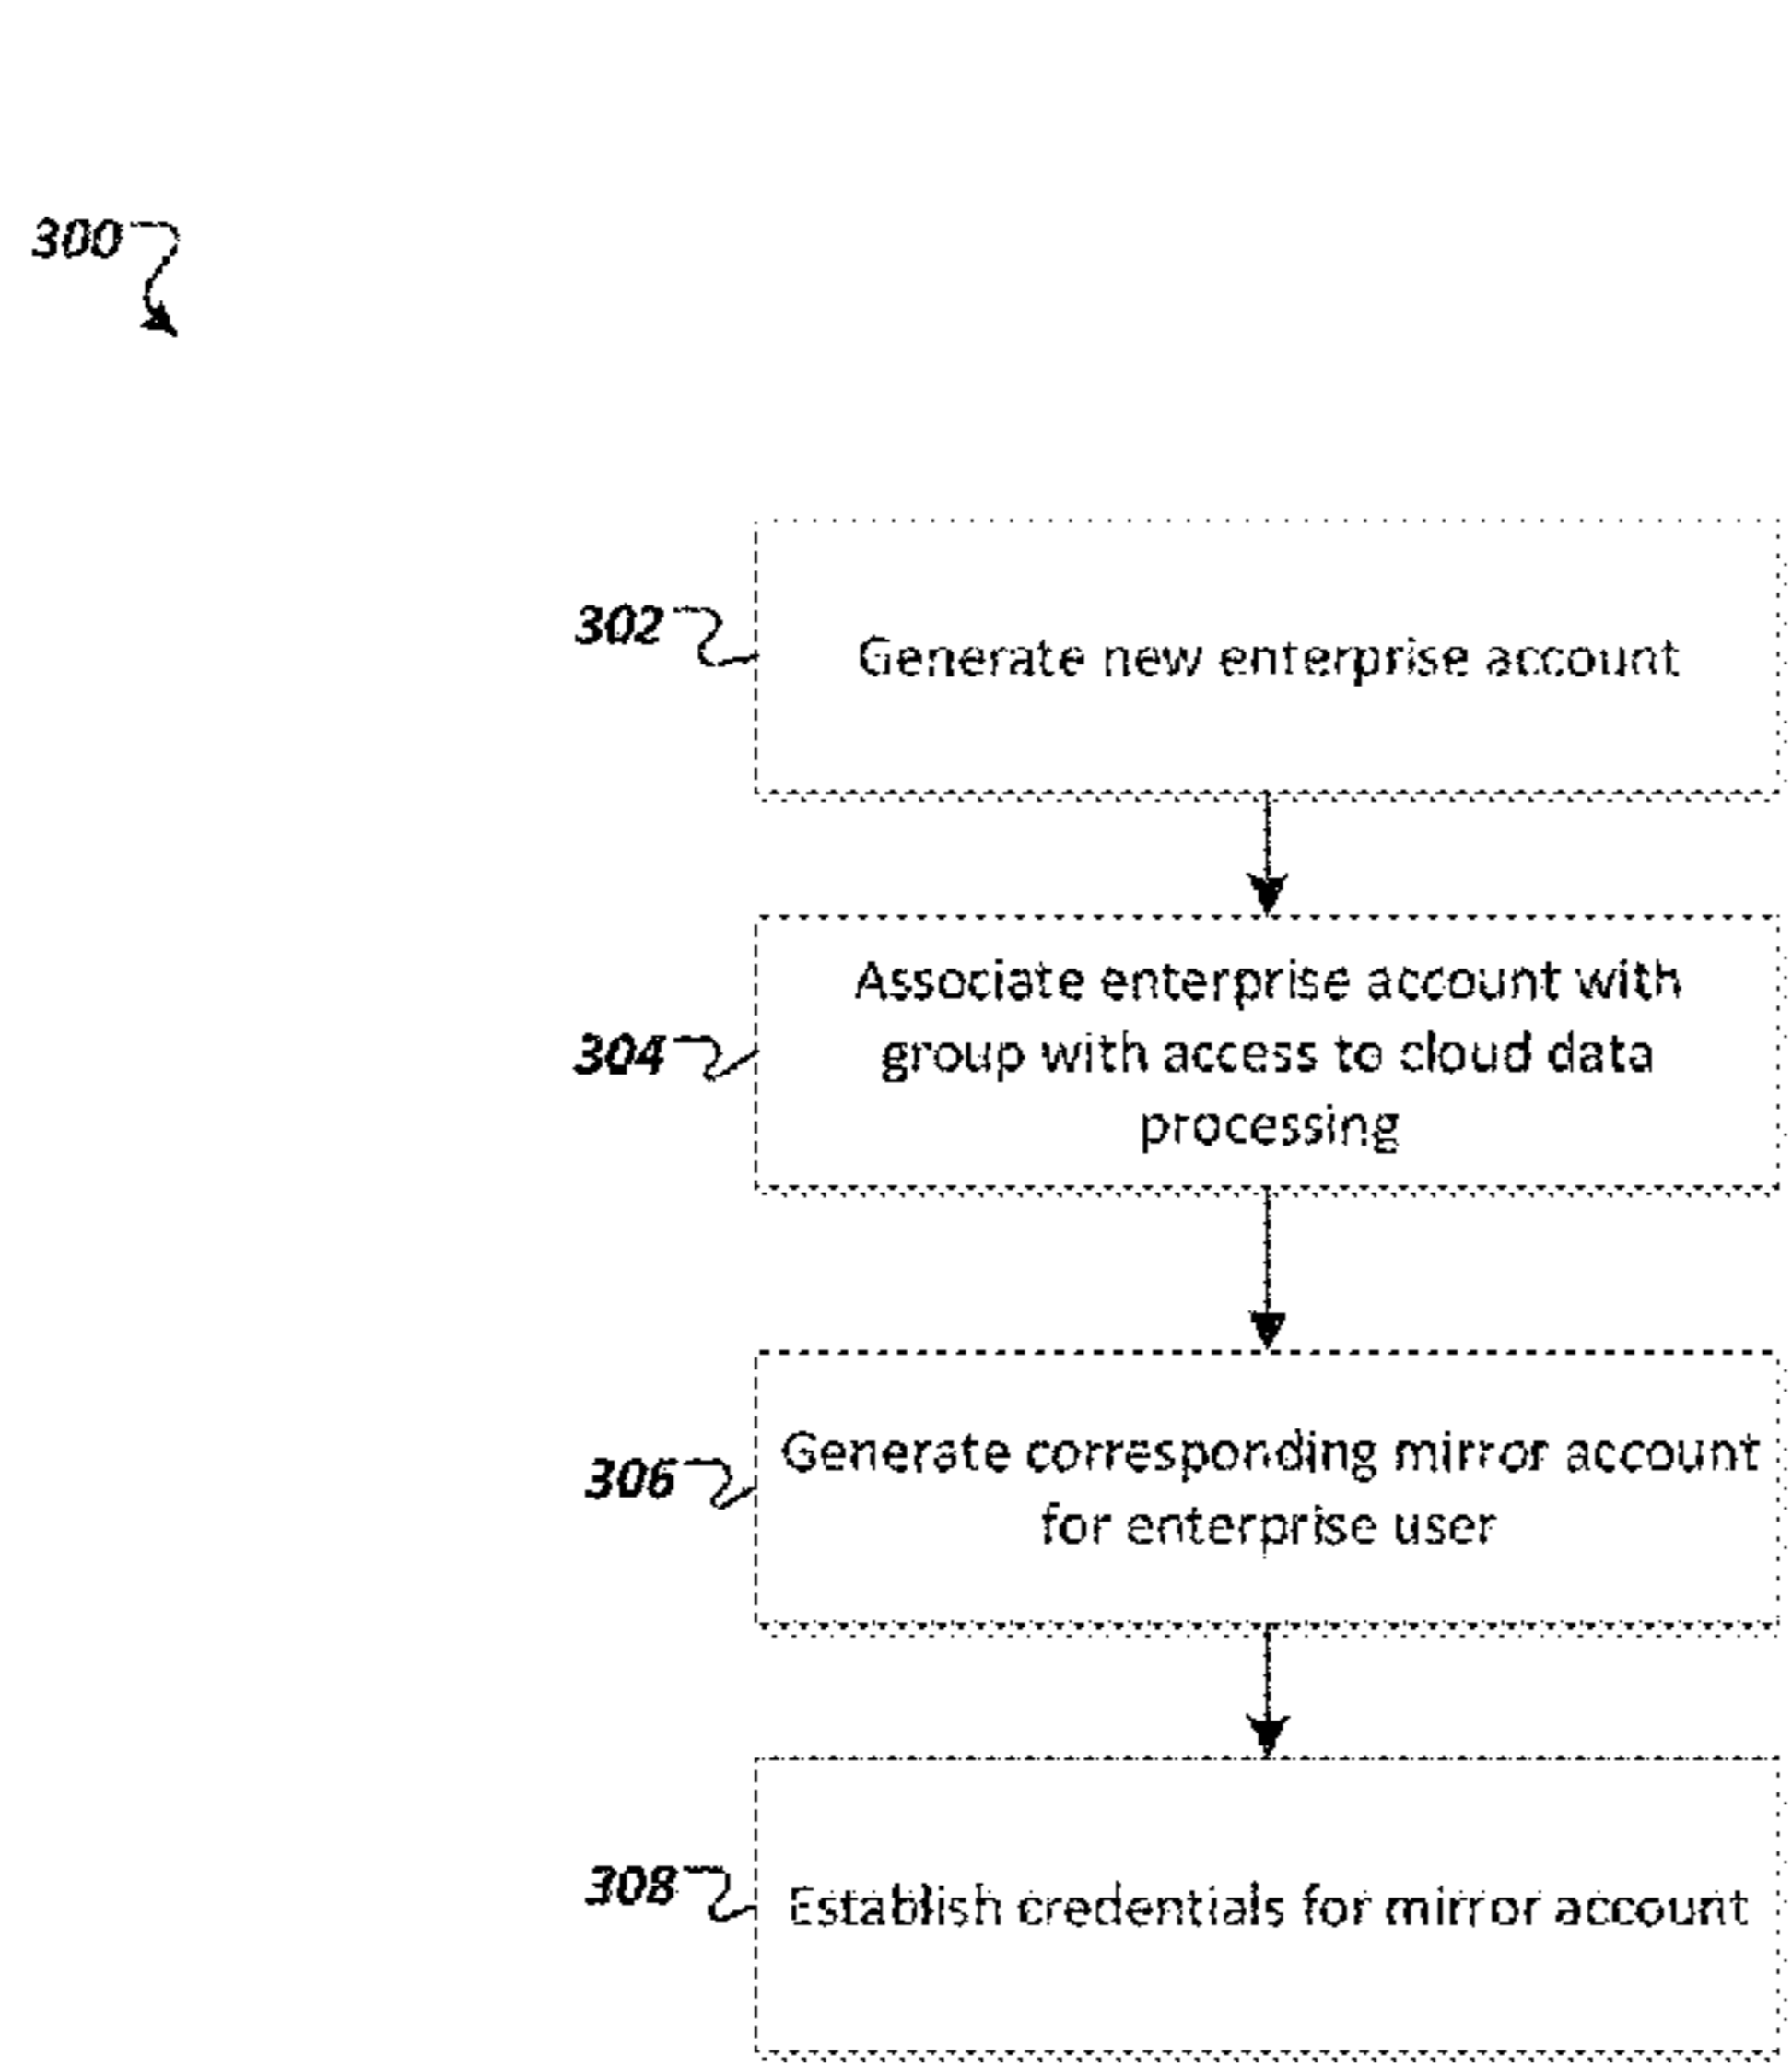 300
302
Generate new enterprise account
304
Associate enterprise account with
group with access to cloud data
processing
306
Generate corresponding mirror account
for enterprise user
308
Establish credentials for mirror account